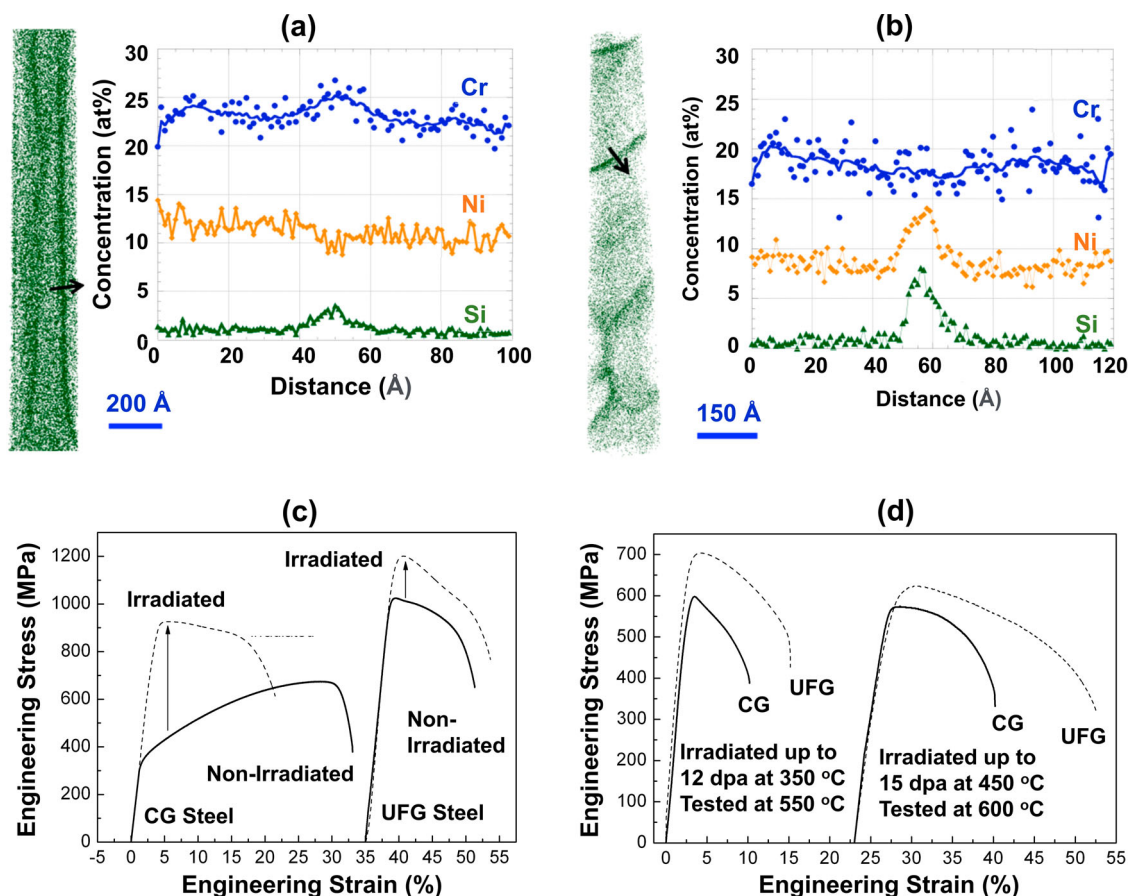 (a)
Concentration (at%)
30
25
20
15
10
5
0
Cr
Ni
Si
0 20 40 60 80 100
Distance (Å)
200 Å
(b)
Concentration (at%)
30
25
20
15
10
5
0
Cr
Ni
Si
0 20 40 60 80 100 120
Distance (Å)
150 Å
(c)
Engineering Stress (MPa)
1200
1000
800
600
400
200
0
Irradiated
Irradiated
Non-
Irradiated
Non-Irradiated
CG Steel
UFG Steel
-5 0 5 10 15 20 25 30 35 40 45 50 55
Engineering Strain (%)
(d)
Engineering Stress (MPa)
700
600
500
400
300
200
100
0
CG
UFG
CG
UFG
Irradiated up to
12 dpa at 350 °C
Tested at 550 °C
Irradiated up to
15 dpa at 450 °C
Tested at 600 °C
0 5 10 15 20 25 30 35 40 45 50 55
Engineering Strain (%)